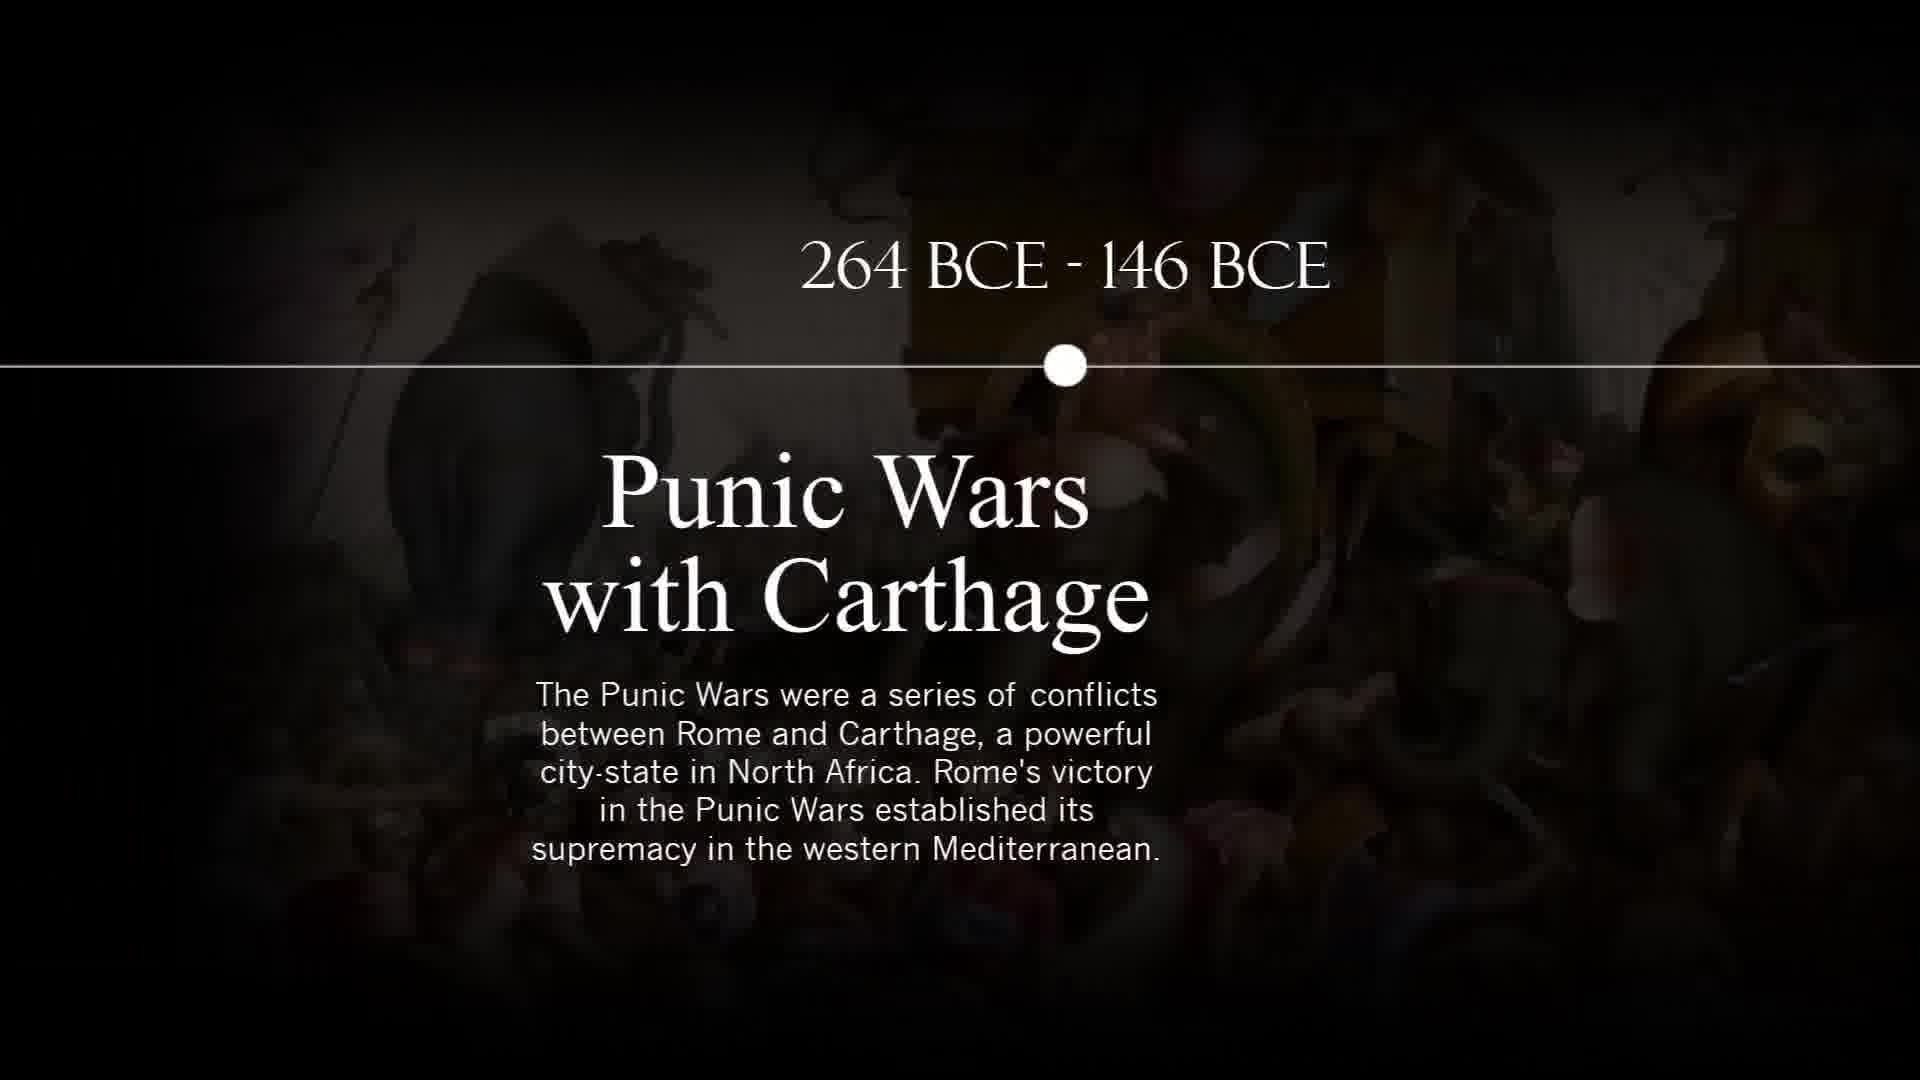 264 BCE - 146 BCE
Punic Wars
with Carthage
The Punic Wars were a series of conflicts
between Rome and Carthage, a powerful
city-state in North Africa. Rome's victory
in the Punic Wars established its
supremacy in the western Mediterranean.